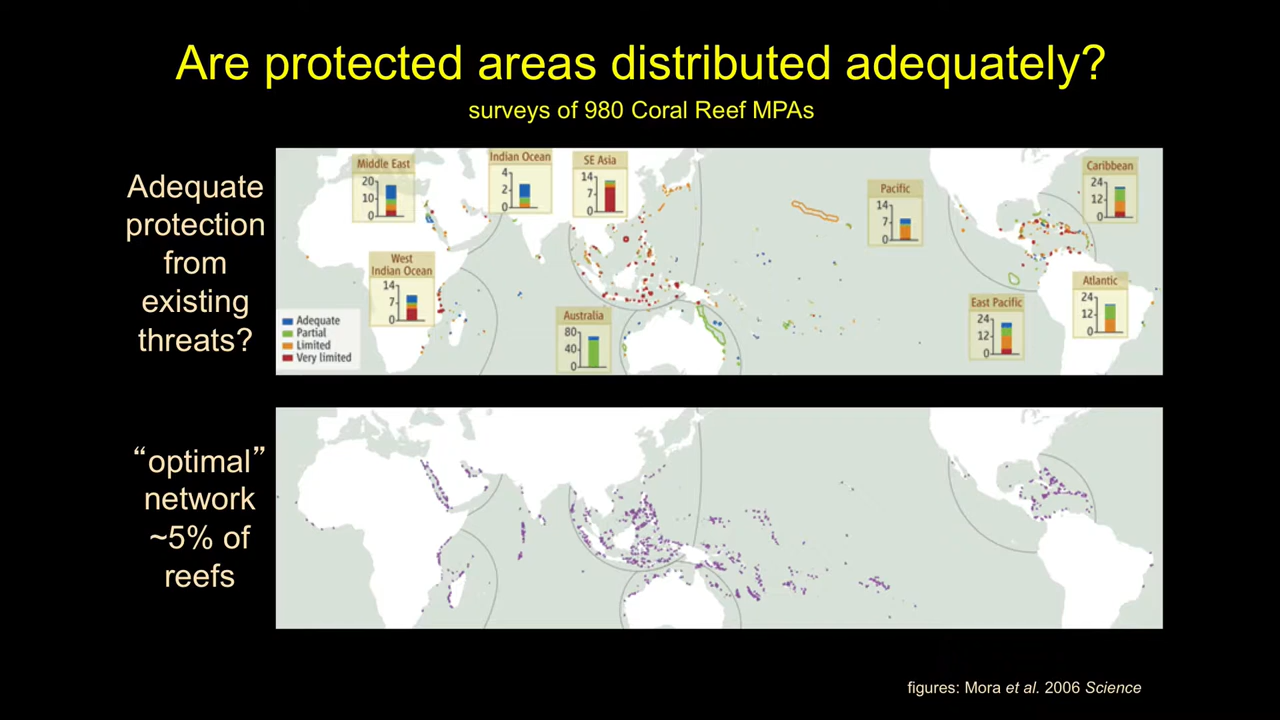 Are protected areas distributed adequately?
surveys of 980 Coral Reef MPAs
Adequate
protection
from
existing
threats?
Middle East
20
10
0
Indian Ocean
4
2
0
SE Asia
14
7
0
Pacific
14
7
0
Caribbean
24
12
0
West
Indian Ocean
14
7
0
Australia
80
40
0
East Pacific
24
12
0
Atlantic
24
12
0
Adequate
Partial
Limited
Very limited
“optimal”
network
~5% of
reefs
figures: Mora et al. 2006 Science